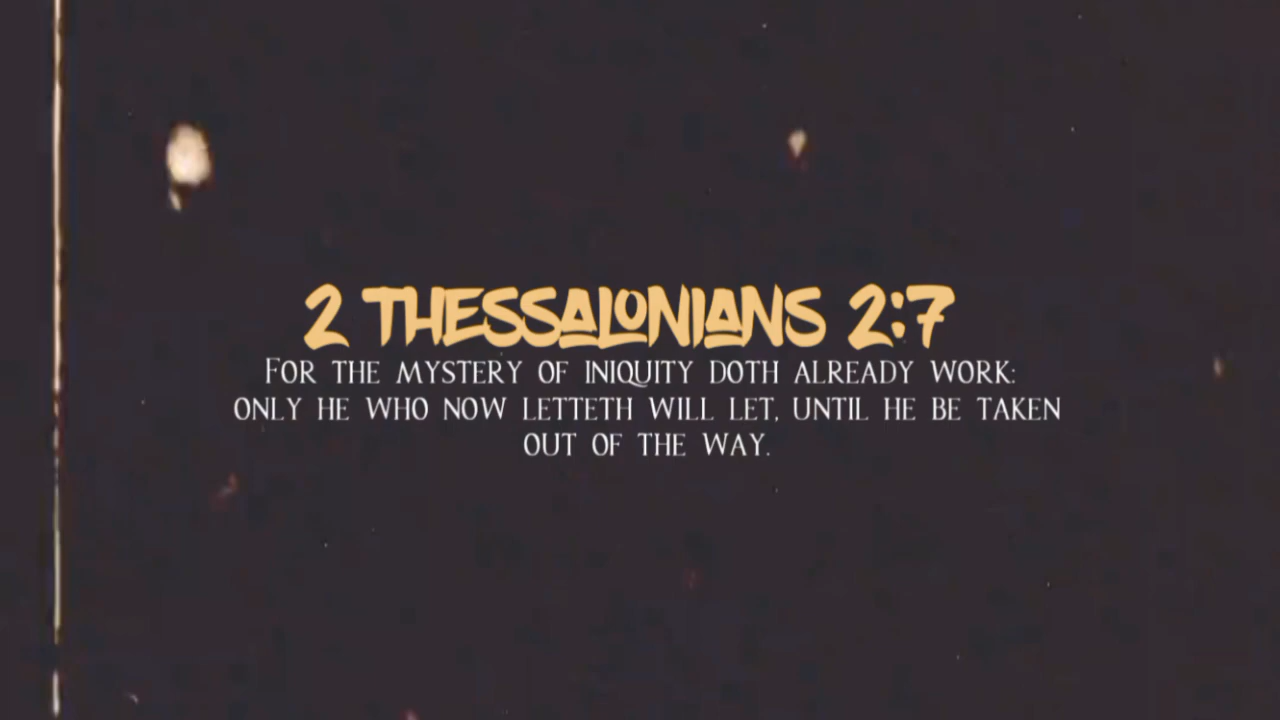 2 THESSALONIANS 2:7
FOR THE MYSTERY OF INIQUITY DOTH ALREADY WORK:
ONLY HE WHO NOW LETTETH WILL LET, UNTIL HE BE TAKEN
OUT OF THE WAY.